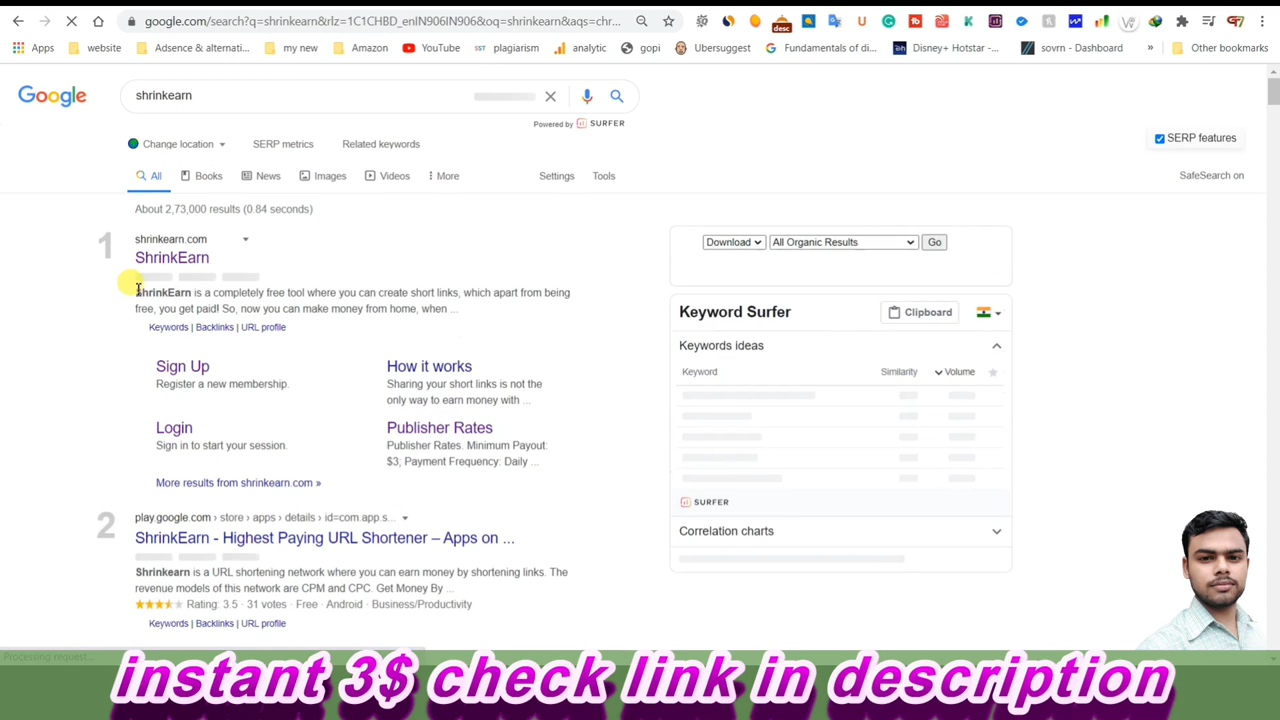 google.com/search?q=shrinkearn&rlz=1C1CHBD_enIN906IN906&oq=shrinkearn&aqs=chr...
desc
Apps
website
Adsence & alternati...
my new
Amazon
YouTube
SST plagiarism
analytic
gopi
Ubersuggest
Fundamentals of di...
Disney+ Hotstar -...
sovrn - Dashboard
»
Other bookmarks
Google
shrinkearn
Powered by SURFER
Change location
SERP metrics
Related keywords
SERP features
All
Books
News
Images
Videos
More
Settings
Tools
SafeSearch on
About 2,73,000 results (0.84 seconds)
1
shrinkearn.com
ShrinkEarn
ShrinkEarn is a completely free tool where you can create short links, which apart from being
free, you get paid! So, now you can make money from home, when ...
Keywords | Backlinks | URL profile
Sign Up
Register a new membership.
How it works
Sharing your short links is not the
only way to earn money with ...
Login
Sign in to start your session.
Publisher Rates
Publisher Rates. Minimum Payout:
$3; Payment Frequency: Daily ...
More results from shrinkearn.com »
2
play.google.com › store › apps › details › id=com.app.s...
ShrinkEarn - Highest Paying URL Shortener – Apps on ...
Shrinkearn is a URL shortening network where you can earn money by shortening links. The
revenue models of this network are CPM and CPC. Get Money By ...
Rating: 3.5 · 31 votes · Free · Android · Business/Productivity
Keywords | Backlinks | URL profile
Download
All Organic Results
Go
Keyword Surfer
Clipboard
Keywords ideas
Keyword
Similarity
Volume
SURFER
Correlation charts
Processing request...
instant 3$ check link in description